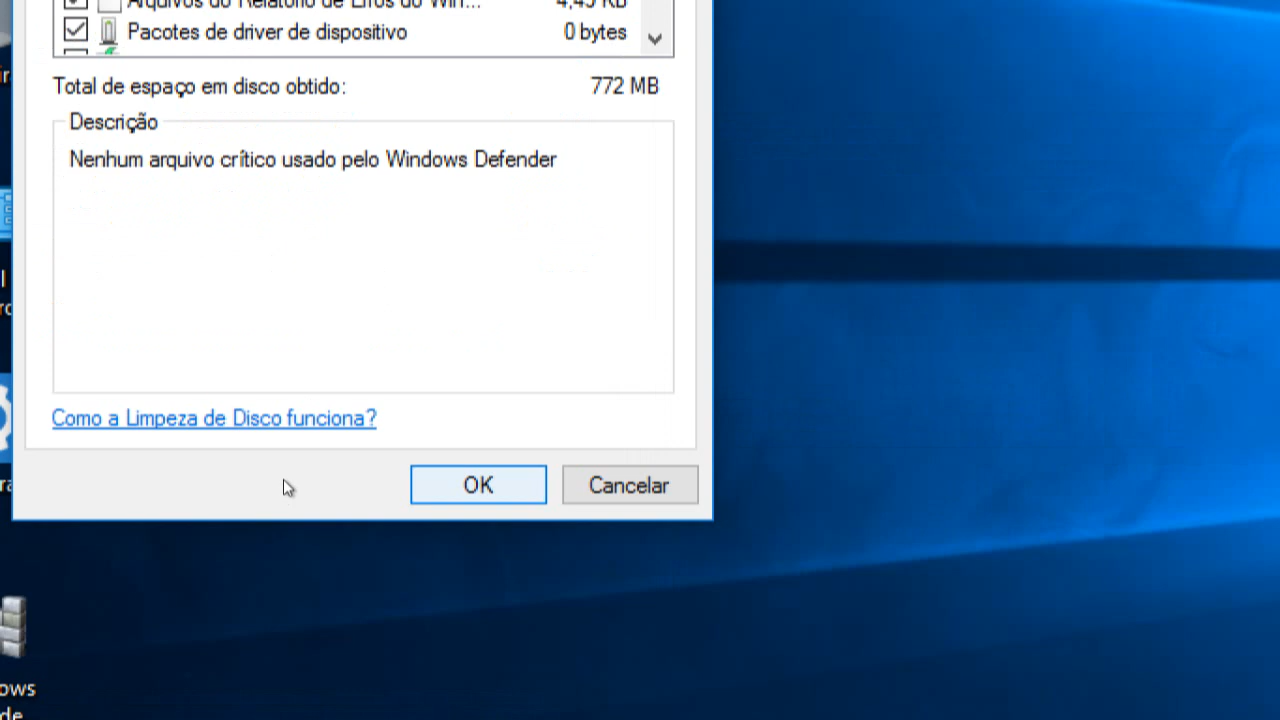 Arquivos do Relatório de Erros do Win... 4,45 KB
Pacotes de driver de dispositivo 0 bytes
Total de espaço em disco obtido: 772 MB
Descrição
Nenhum arquivo crítico usado pelo Windows Defender
Como a Limpeza de Disco funciona?
OK Cancelar